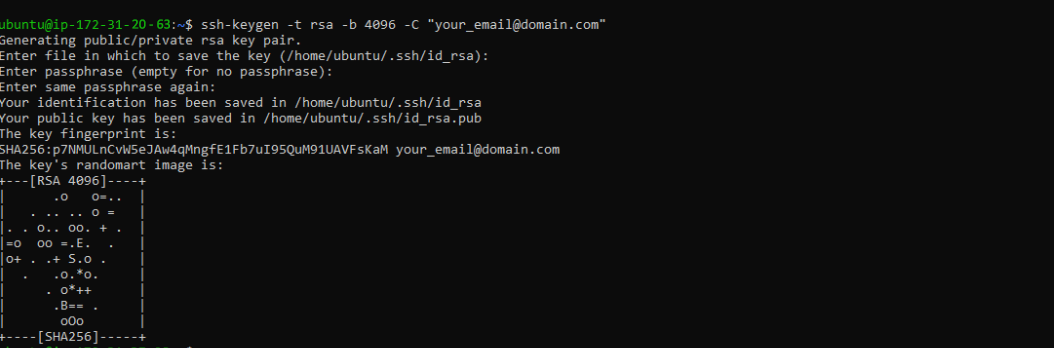 ubuntu@ip-172-31-20-63:~$ ssh-keygen -t rsa -b 4096 -C "your_email@domain.com"
Generating public/private rsa key pair.
Enter file in which to save the key (/home/ubuntu/.ssh/id_rsa):
Enter passphrase (empty for no passphrase):
Enter same passphrase again:
Your identification has been saved in /home/ubuntu/.ssh/id_rsa
Your public key has been saved in /home/ubuntu/.ssh/id_rsa.pub
The key fingerprint is:
SHA256:p7NMULnCvW5eJAw4qMngfE1Fb7uI95QuM91UAVFsKaM your_email@domain.com
The key's randomart image is:
+---[RSA 4096]----+
|      .o   o=..  |
|   . .. .. o =   |
|. . o.. oo. + .  |
|=o  oo =.E.  .   |
|o+ . .+ S.o .    |
|  .   .o.*o.     |
|     . o*++      |
|      .B== .     |
|       oOo       |
+----[SHA256]-----+